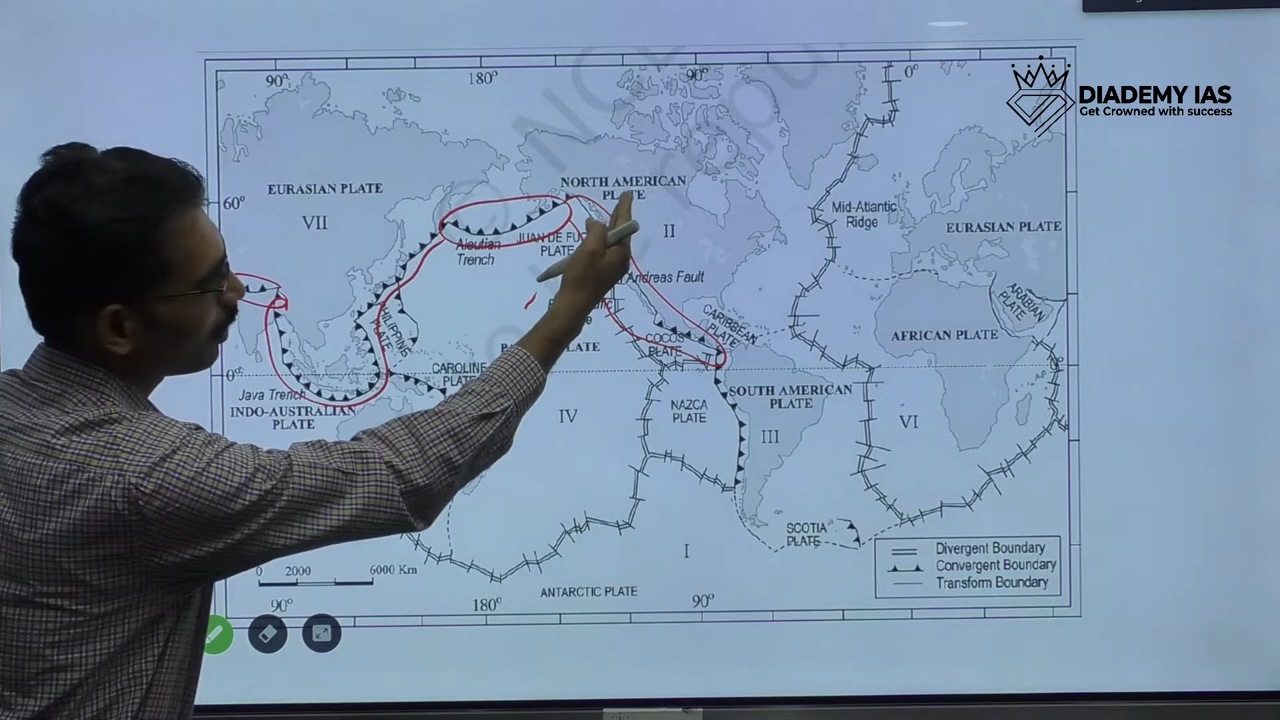 90°
180°
90°
0°
DIADEMY IAS
Get Crowned with success
NORTH AMERICAN
PLATE
EURASIAN PLATE
60°
VII
II
Mid-Atlantic
Ridge
EURASIAN PLATE
Aleutian
Trench
JUAN DE FUC
PLATE
Andreas Fault
ARABIAN
PLATE
CARIBBEAN
PLATE
PHILIPPINE
PLATE
COCOS
PLATE
AFRICAN PLATE
PLATE
CAROLINE
PLATE
0°
Java Trench
INDO-AUSTRALIAN
PLATE
IV
NAZCA
PLATE
SOUTH AMERICAN
PLATE
III
VI
SCOTIA
PLATE
I
Divergent Boundary
Convergent Boundary
Transform Boundary
0 2000 6000 Km
ANTARCTIC PLATE
90°
180°
90°